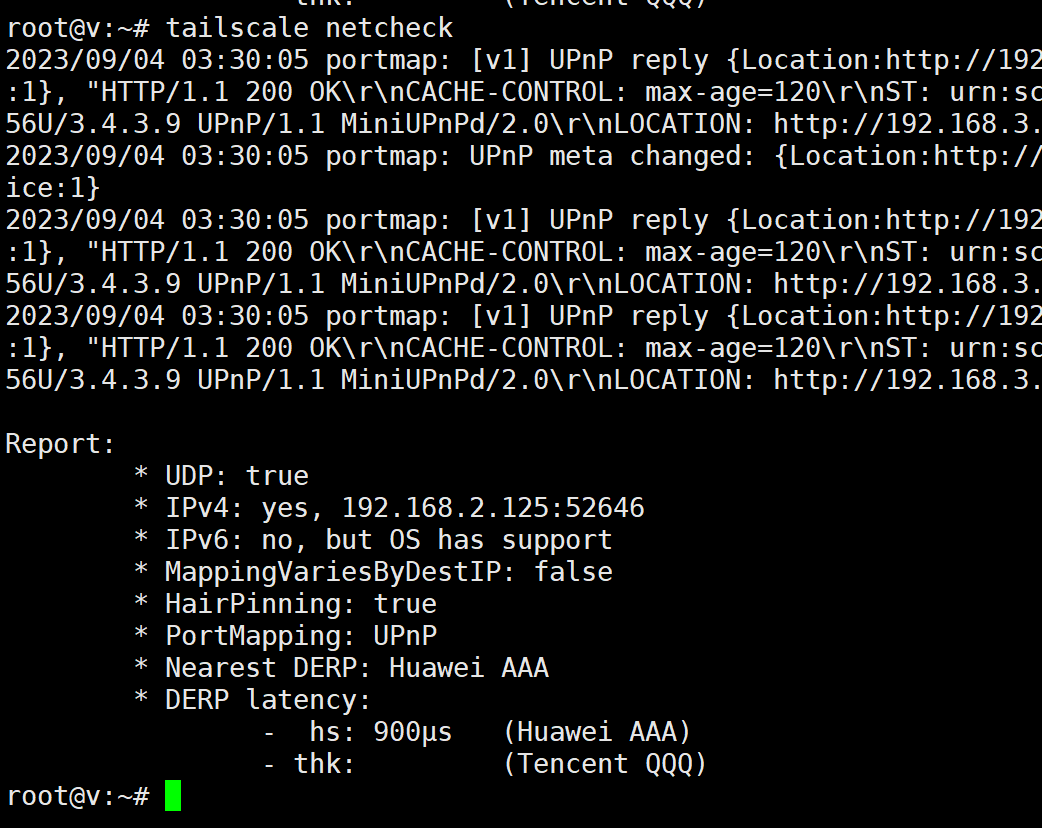 thk: (Tencent QQQ)
root@v:~# tailscale netcheck
2023/09/04 03:30:05 portmap: [v1] UPnP reply {Location:http://192
:1}, "HTTP/1.1 200 OK\r\nCACHE-CONTROL: max-age=120\r\nST: urn:sc
56U/3.4.3.9 UPnP/1.1 MiniUPnPd/2.0\r\nLOCATION: http://192.168.3.
2023/09/04 03:30:05 portmap: UPnP meta changed: {Location:http://
ice:1}
2023/09/04 03:30:05 portmap: [v1] UPnP reply {Location:http://192
:1}, "HTTP/1.1 200 OK\r\nCACHE-CONTROL: max-age=120\r\nST: urn:sc
56U/3.4.3.9 UPnP/1.1 MiniUPnPd/2.0\r\nLOCATION: http://192.168.3.
2023/09/04 03:30:05 portmap: [v1] UPnP reply {Location:http://192
:1}, "HTTP/1.1 200 OK\r\nCACHE-CONTROL: max-age=120\r\nST: urn:sc
56U/3.4.3.9 UPnP/1.1 MiniUPnPd/2.0\r\nLOCATION: http://192.168.3.
Report:
* UDP: true
* IPv4: yes, 192.168.2.125:52646
* IPv6: no, but OS has support
* MappingVariesByDestIP: false
* HairPinning: true
* PortMapping: UPnP
* Nearest DERP: Huawei AAA
* DERP latency:
- hs: 900µs (Huawei AAA)
- thk: (Tencent QQQ)
root@v:~#